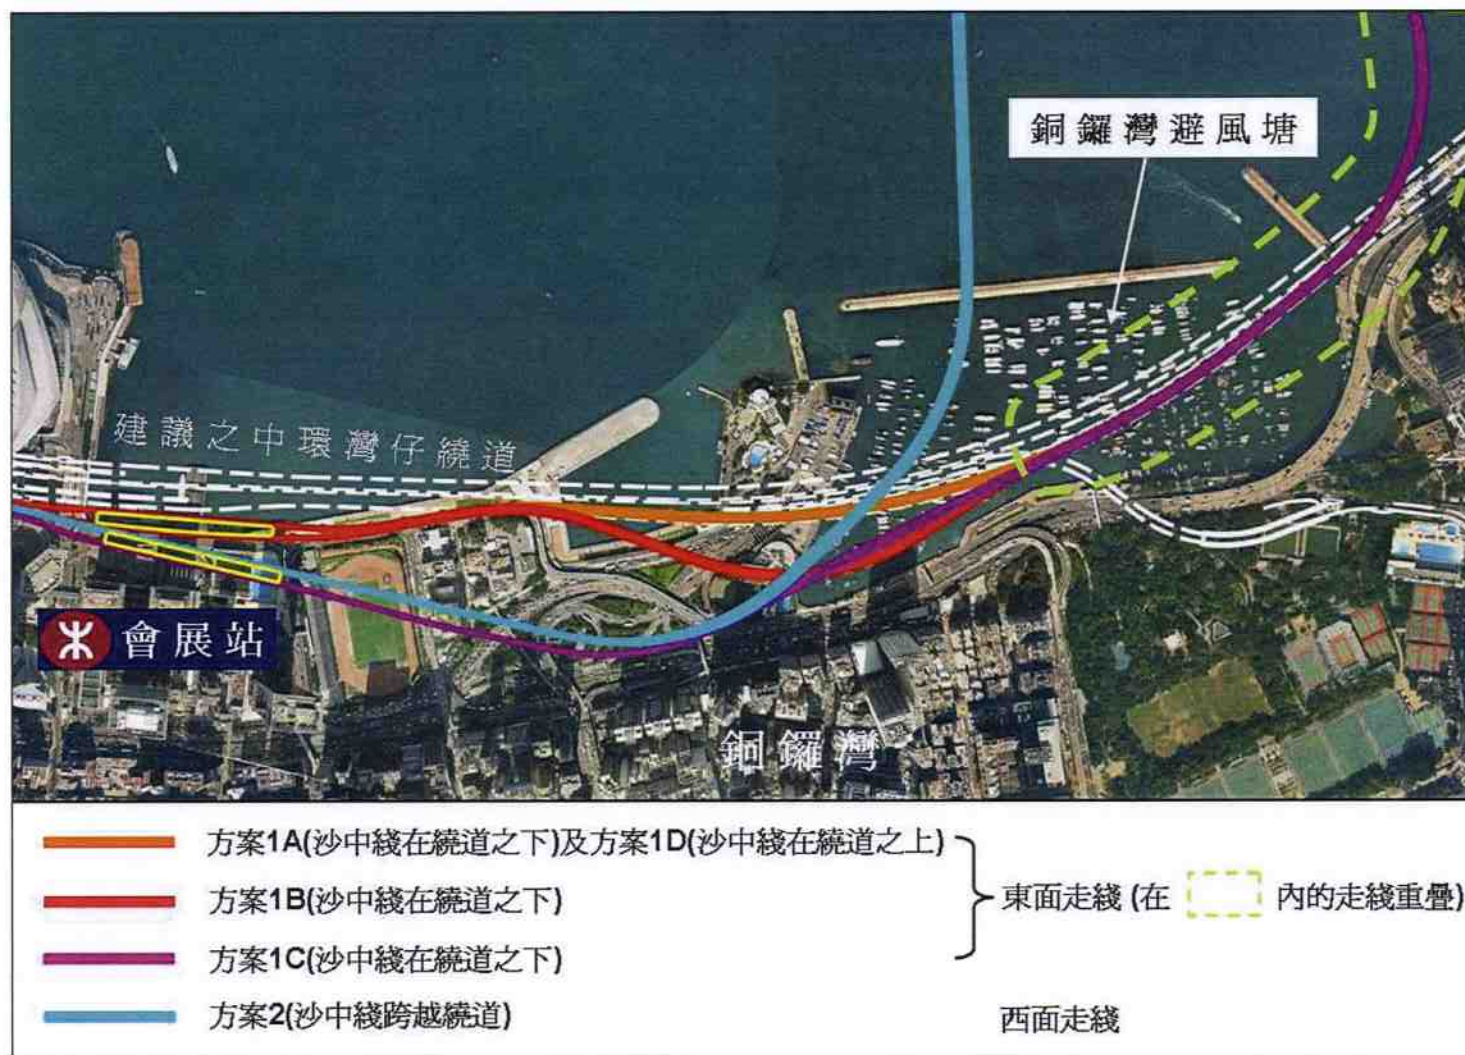 銅鑼灣避風塘
建議之中環灣仔繞道
會展站
銅鑼灣
方案1A(沙中綫在繞道之下)及方案1D(沙中綫在繞道之上)
方案1B(沙中綫在繞道之下)
東面走綫 (在 內的走綫重疊)
方案1C(沙中綫在繞道之下)
方案2(沙中綫跨越繞道)
西面走綫